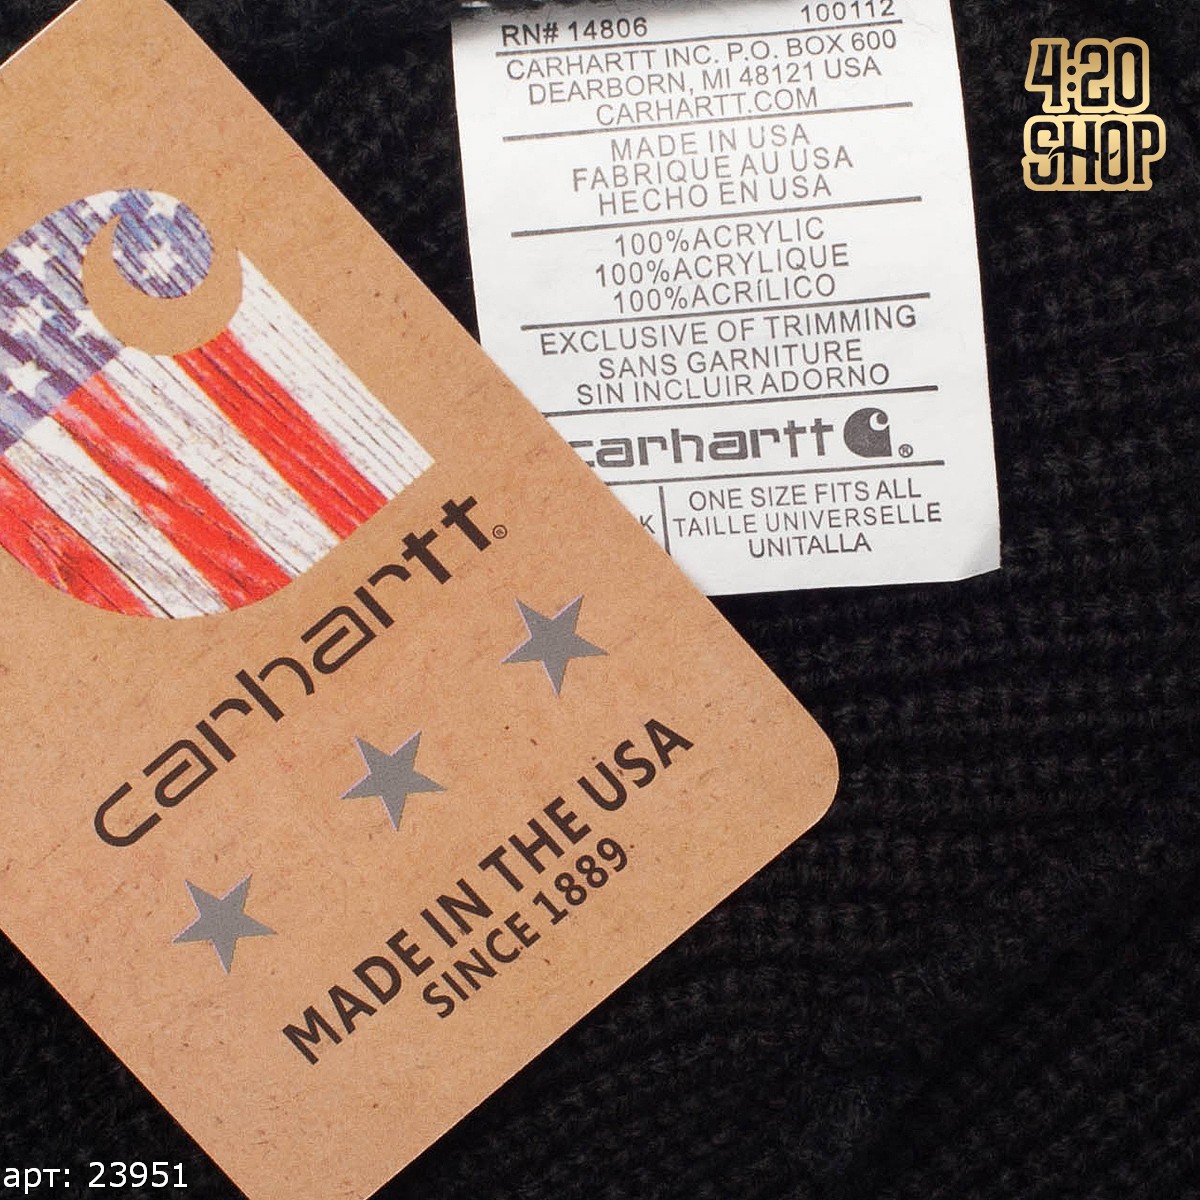 RN# 14806 100112
CARHARTT INC. P.O. BOX 600
DEARBORN, MI 48121 USA
CARHARTT.COM
MADE IN USA
FABRIQUE AU USA
HECHO EN USA
100%ACRYLIC
100%ACRYLIQUE
100%ACRÍLICO
EXCLUSIVE OF TRIMMING
SANS GARNITURE
SIN INCLUIR ADORNO
carhartt ®
K
ONE SIZE FITS ALL
TAILLE UNIVERSELLE
UNITALLA
4:20
SHOP
carhartt®
MADE IN THE USA
SINCE 1889
арт: 23951